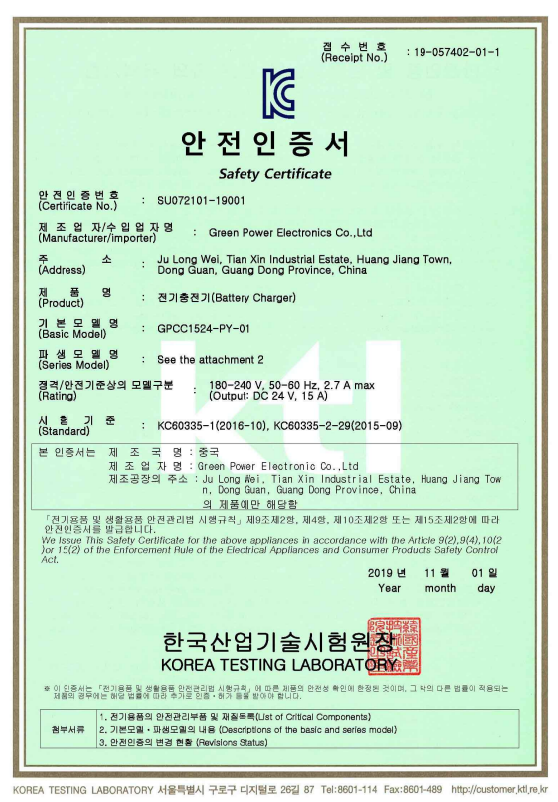 접 수 번 호
(Receipt No.) : 19-057402-01-1
KC
안전인증서
Safety Certificate
안 전 인 증 번 호
(Certificate No.) : SU072101-19001
제 조 업 자/수 입 업 자 명
(Manufacturer/importer) : Green Power Electronics Co.,Ltd
주 소
(Address) : Ju Long Wei, Tian Xin Industrial Estate, Huang Jiang Town,
Dong Guan, Guang Dong Province, China
제 품 명
(Product) : 전기충전기(Battery Charger)
기 본 모 델 명
(Basic Model) : GPCC1524-PY-01
파 생 모 델 명
(Series Model) : See the attachment 2
정격/안전기준상의 모델구분
(Rating) : 180-240 V, 50-60 Hz, 2.7 A max
(Output: DC 24 V, 15 A)
시 험 기 준
(Standard) : KC60335-1(2016-10), KC60335-2-29(2015-09)
ktl
본 인증서는 제 조 국 명 : 중국
제 조 업 자 명 : Green Power Electronic Co.,Ltd
제조공장의 주소 : Ju Long Wei, Tian Xin Industrial Estate, Huang Jiang Tow
n, Dong Guan, Guang Dong Province, China
의 제품에만 해당함
「전기용품 및 생활용품 안전관리법 시행규칙」 제9조제2항, 제4항, 제10조제2항 또는 제15조제2항에 따라
안전인증서를 발급합니다.
We Issue This Safety Certificate for the above appliances in accordance with the Article 9(2),9(4),10(2
)or 15(2) of the Enforcement Rule of the Electrical Appliances and Consumer Products Safety Control
Act.
2019 년 11 월 01 일
Year month day
한국산업기술시험원장
KOREA TESTING LABORATORY
※ 이 인증서는 「전기용품 및 생활용품 안전관리법 시행규칙」에 따른 제품의 안전성 확인에 한정된 것이며, 그 밖의 다른 법률이 적용되는
제품의 경우에는 해당 법률에 따라 추가로 인증·허가 등을 받아야 합니다.
첨부서류
1. 전기용품의 안전관리부품 및 재질목록(List of Critical Components)
2. 기본모델·파생모델의 내용 (Descriptions of the basic and series model)
3. 안전인증의 변경 현황 (Revisions Status)
KOREA TESTING LABORATORY 서울특별시 구로구 디지털로 26길 87 Tel:8601-114 Fax:8601-489 http://customer.ktl.re.kr